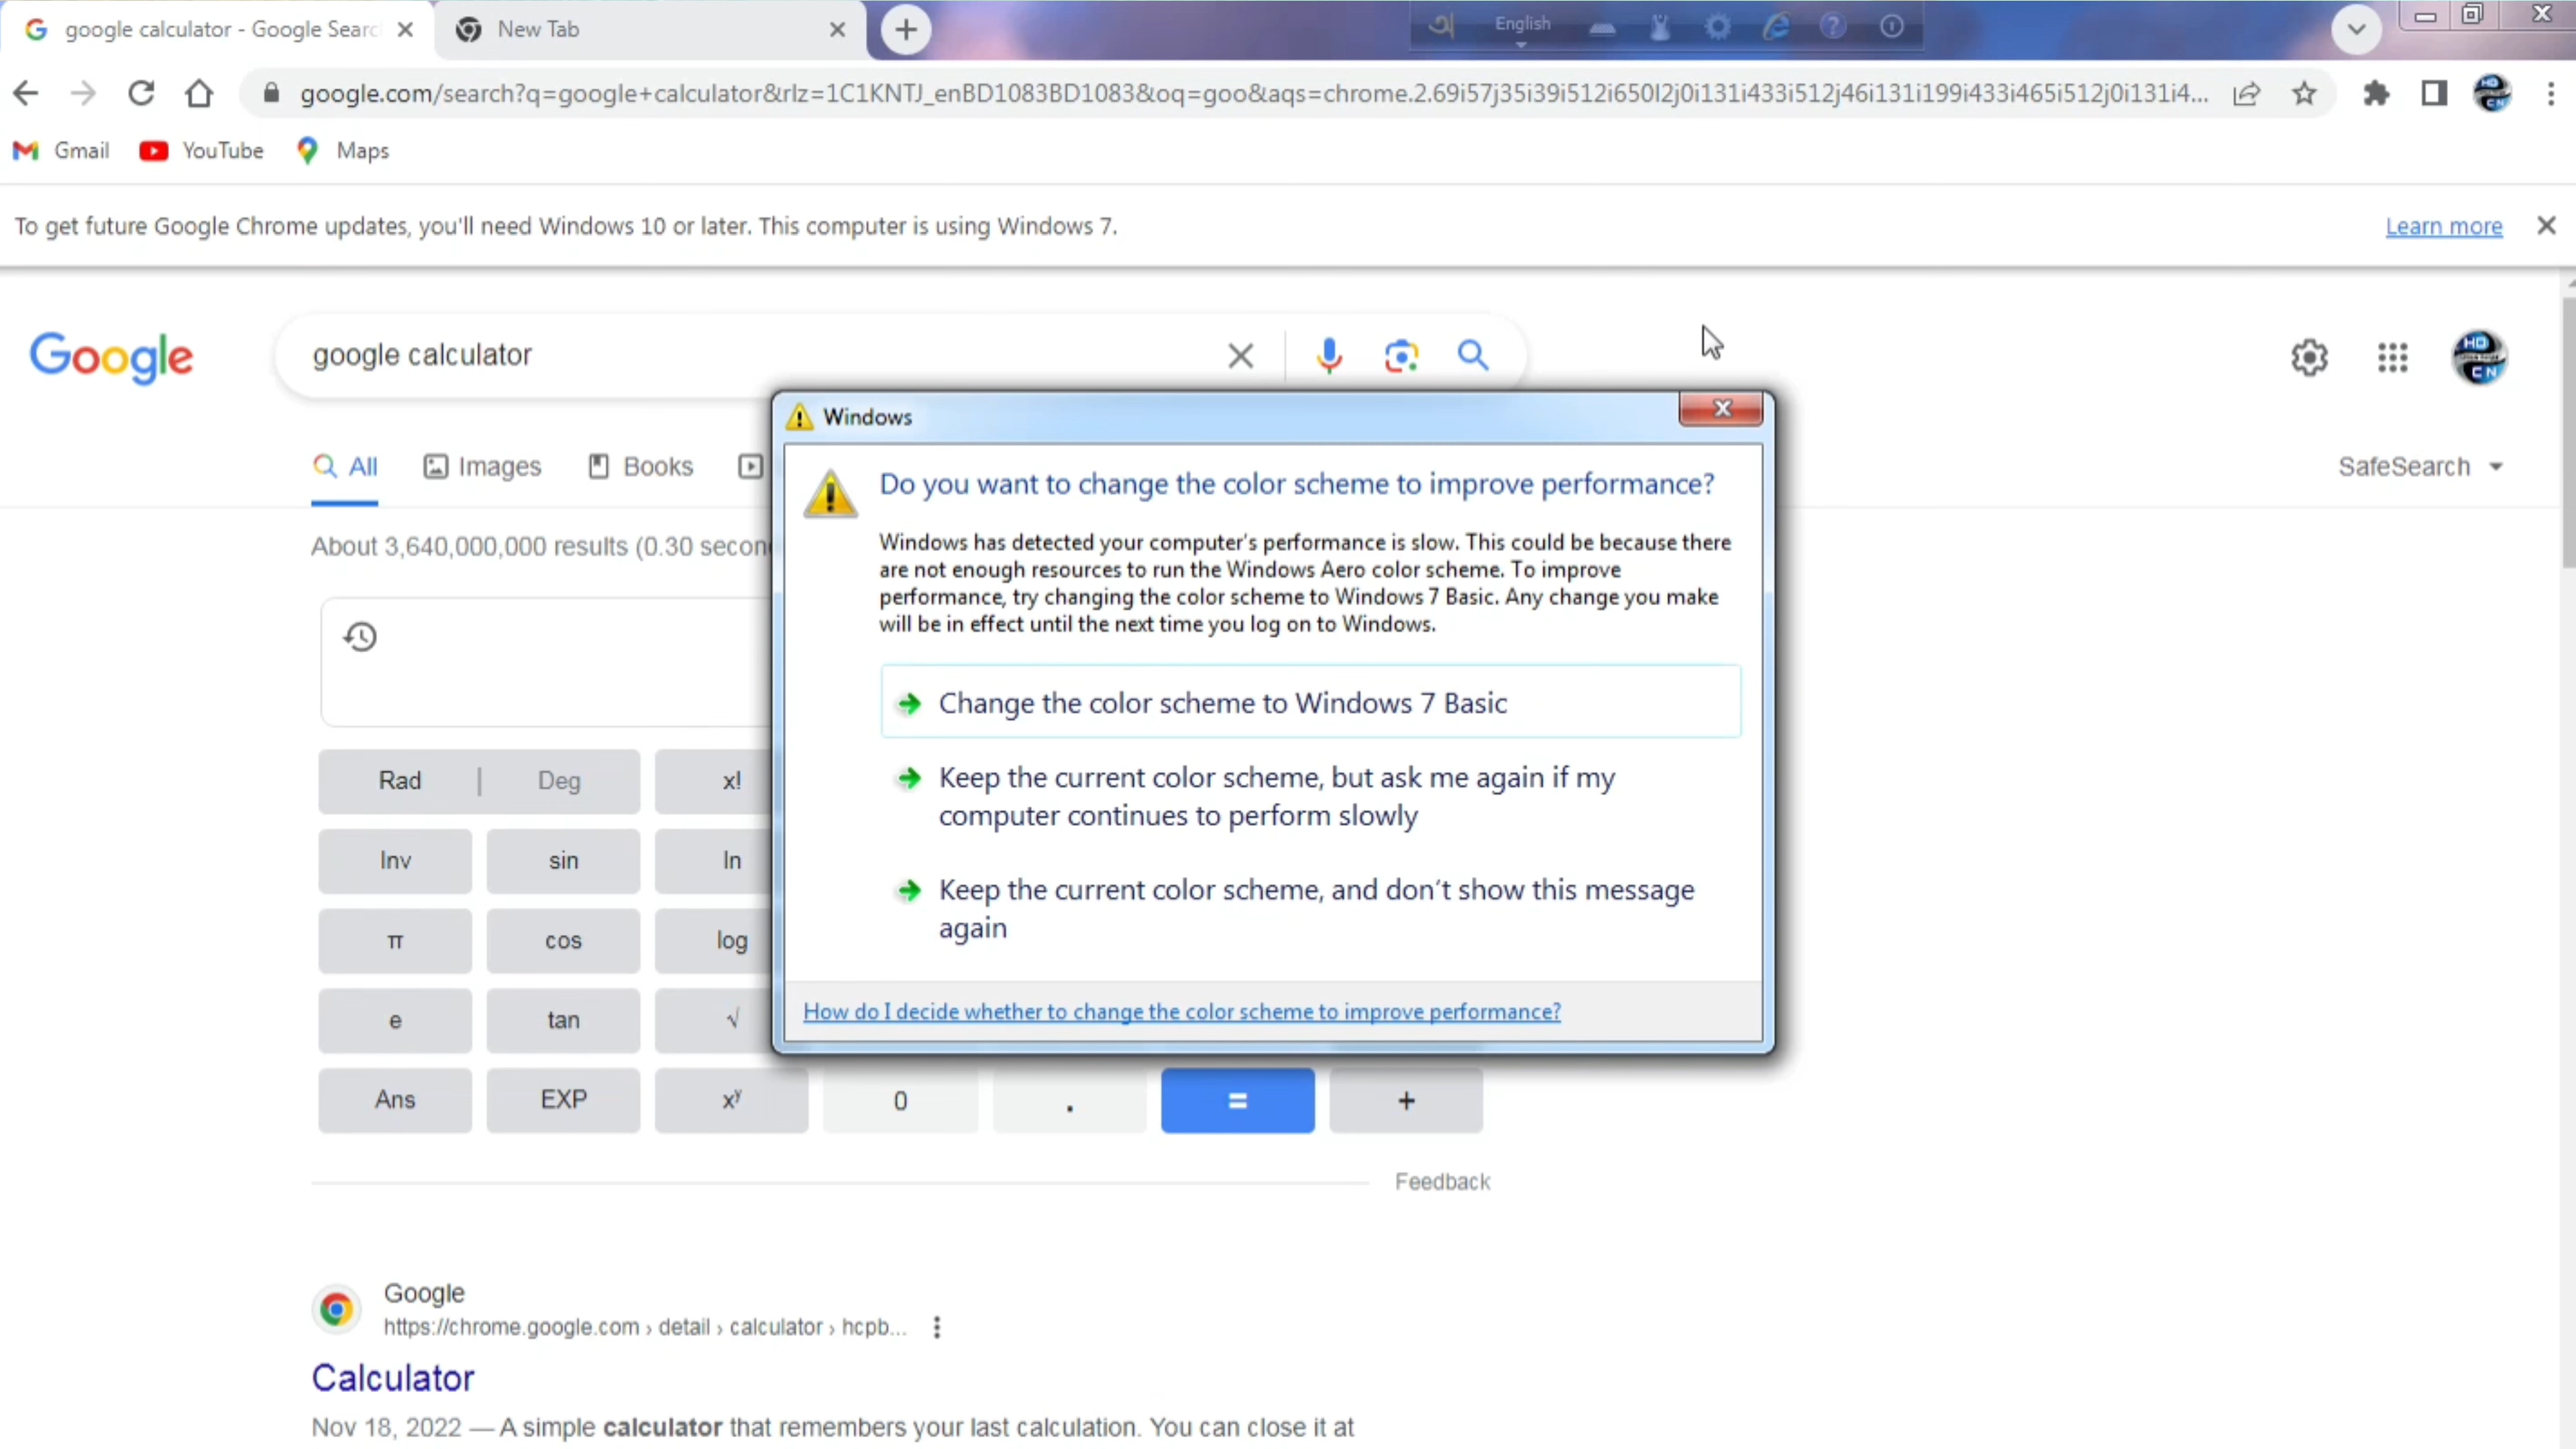 google calculator - Google Searc
New Tab
English
google.com/search?q=google+calculator&rlz=1C1KNTJ_enBD1083BD1083&oq=goo&aqs=chrome.2.69i57j35i39i512i650l2j0i131i433i512j46i131i199i433i465i512j0i131i4...
Gmail
YouTube
Maps
To get future Google Chrome updates, you'll need Windows 10 or later. This computer is using Windows 7.
Learn more
Google
google calculator
All
Images
Books
SafeSearch
About 3,640,000,000 results (0.30 secon
Windows
Do you want to change the color scheme to improve performance?
Windows has detected your computer's performance is slow. This could be because there
are not enough resources to run the Windows Aero color scheme. To improve
performance, try changing the color scheme to Windows 7 Basic. Any change you make
will be in effect until the next time you log on to Windows.
Change the color scheme to Windows 7 Basic
Keep the current color scheme, but ask me again if my
computer continues to perform slowly
Keep the current color scheme, and don't show this message
again
How do I decide whether to change the color scheme to improve performance?
Rad | Deg x!
Inv sin ln
π cos log
e tan √
Ans EXP xʸ 0 . = +
Feedback
Google
https://chrome.google.com › detail › calculator › hcpb...
Calculator
Nov 18, 2022 — A simple calculator that remembers your last calculation. You can close it at